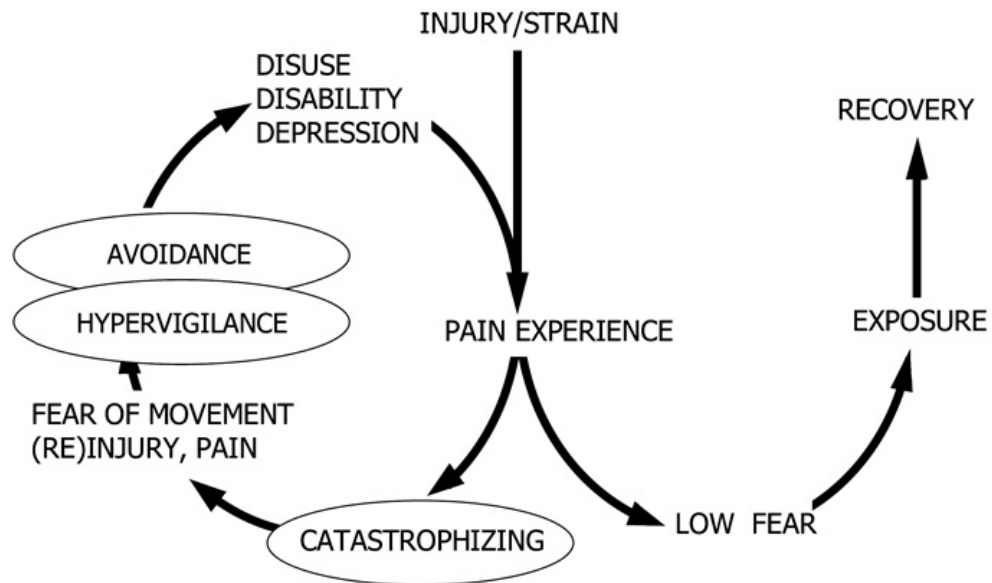 INJURY/STRAIN
DISUSE
DISABILITY
DEPRESSION
RECOVERY
AVOIDANCE
HYPERVIGILANCE
PAIN EXPERIENCE
EXPOSURE
FEAR OF MOVEMENT
(RE)INJURY, PAIN
CATASTROPHIZING
LOW FEAR